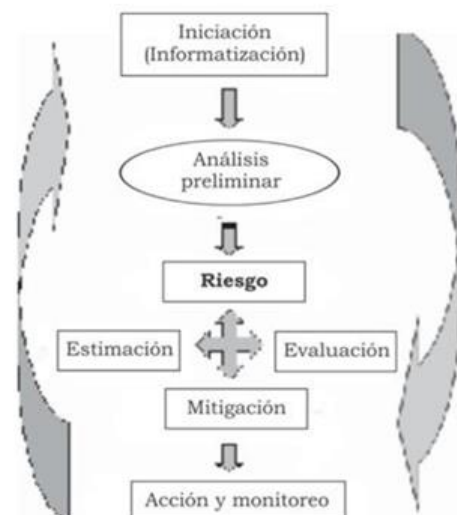 Iniciación
(Informatización)
Análisis
preliminar
Riesgo
Estimación
Evaluación
Mitigación
Acción y monitoreo